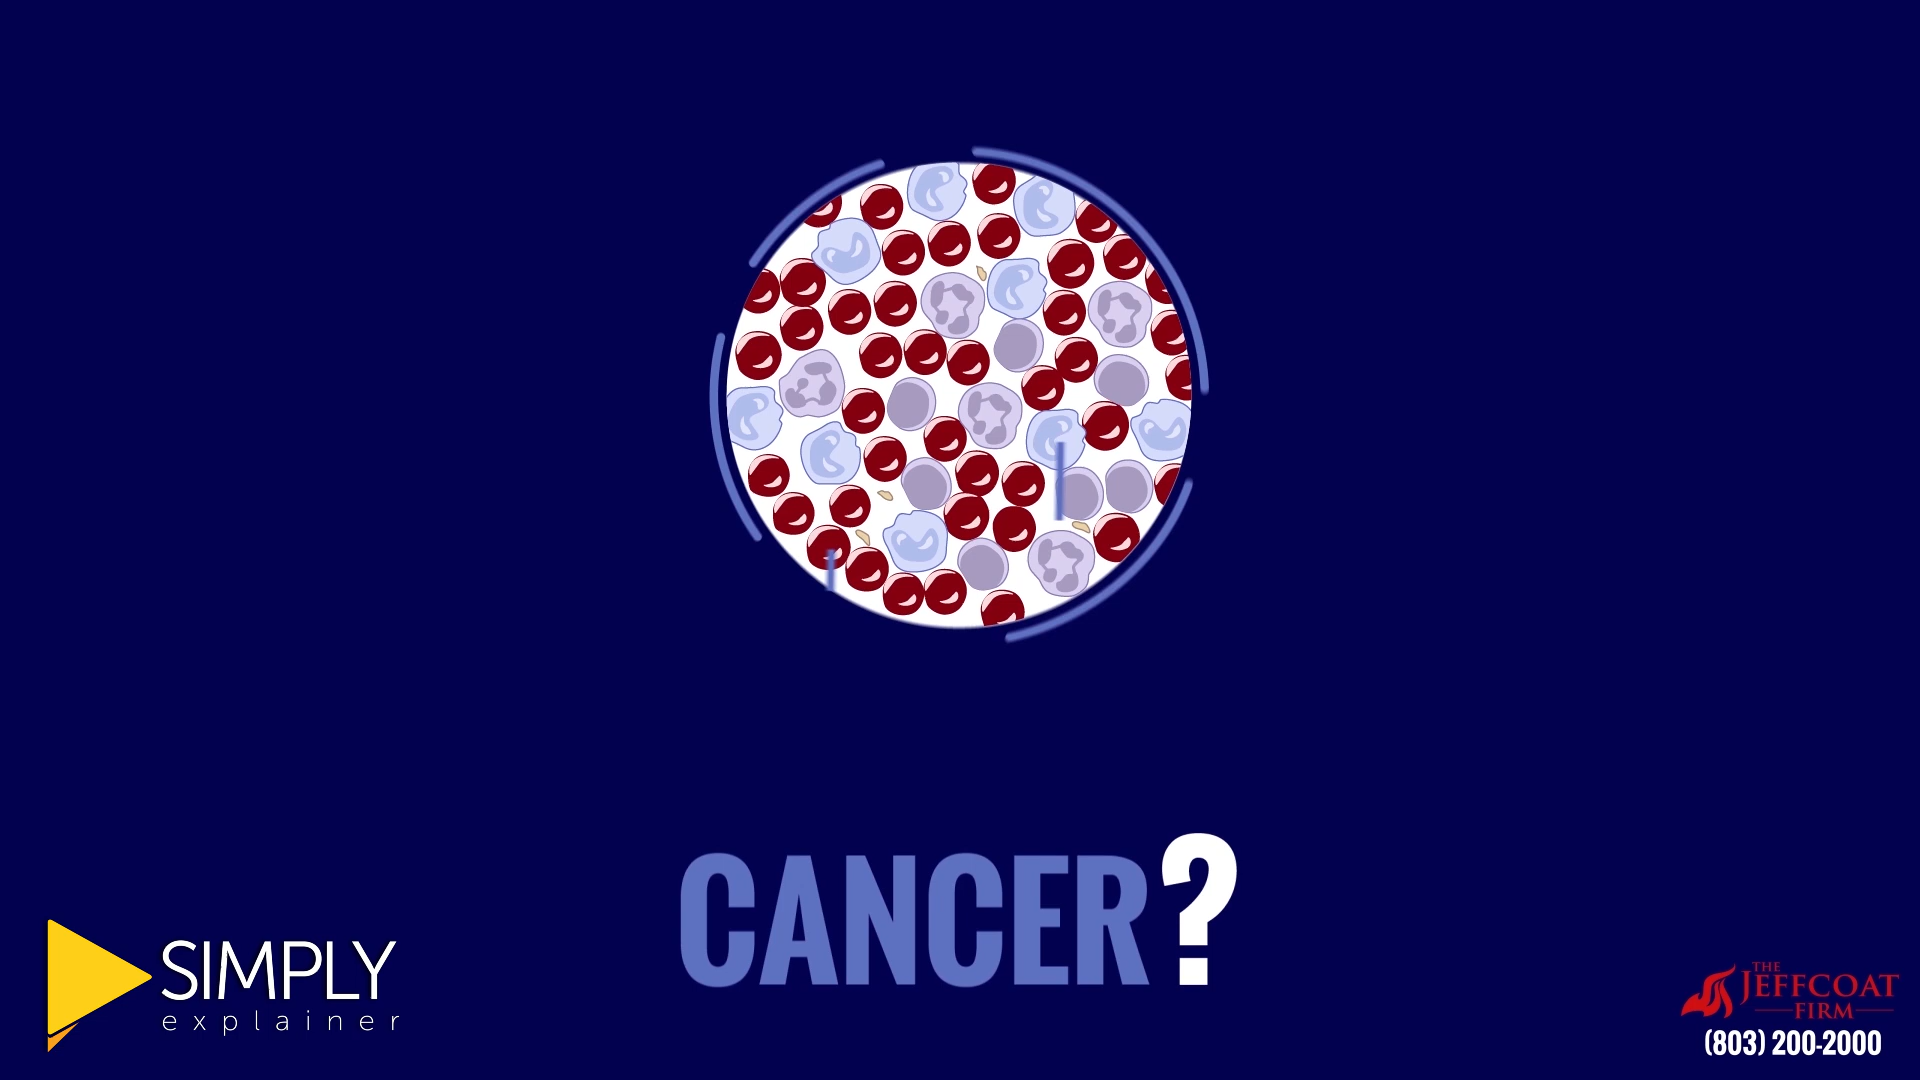 CANCER?
SIMPLY
explainer
THE
JEFFCOAT
FIRM
(803) 200-2000